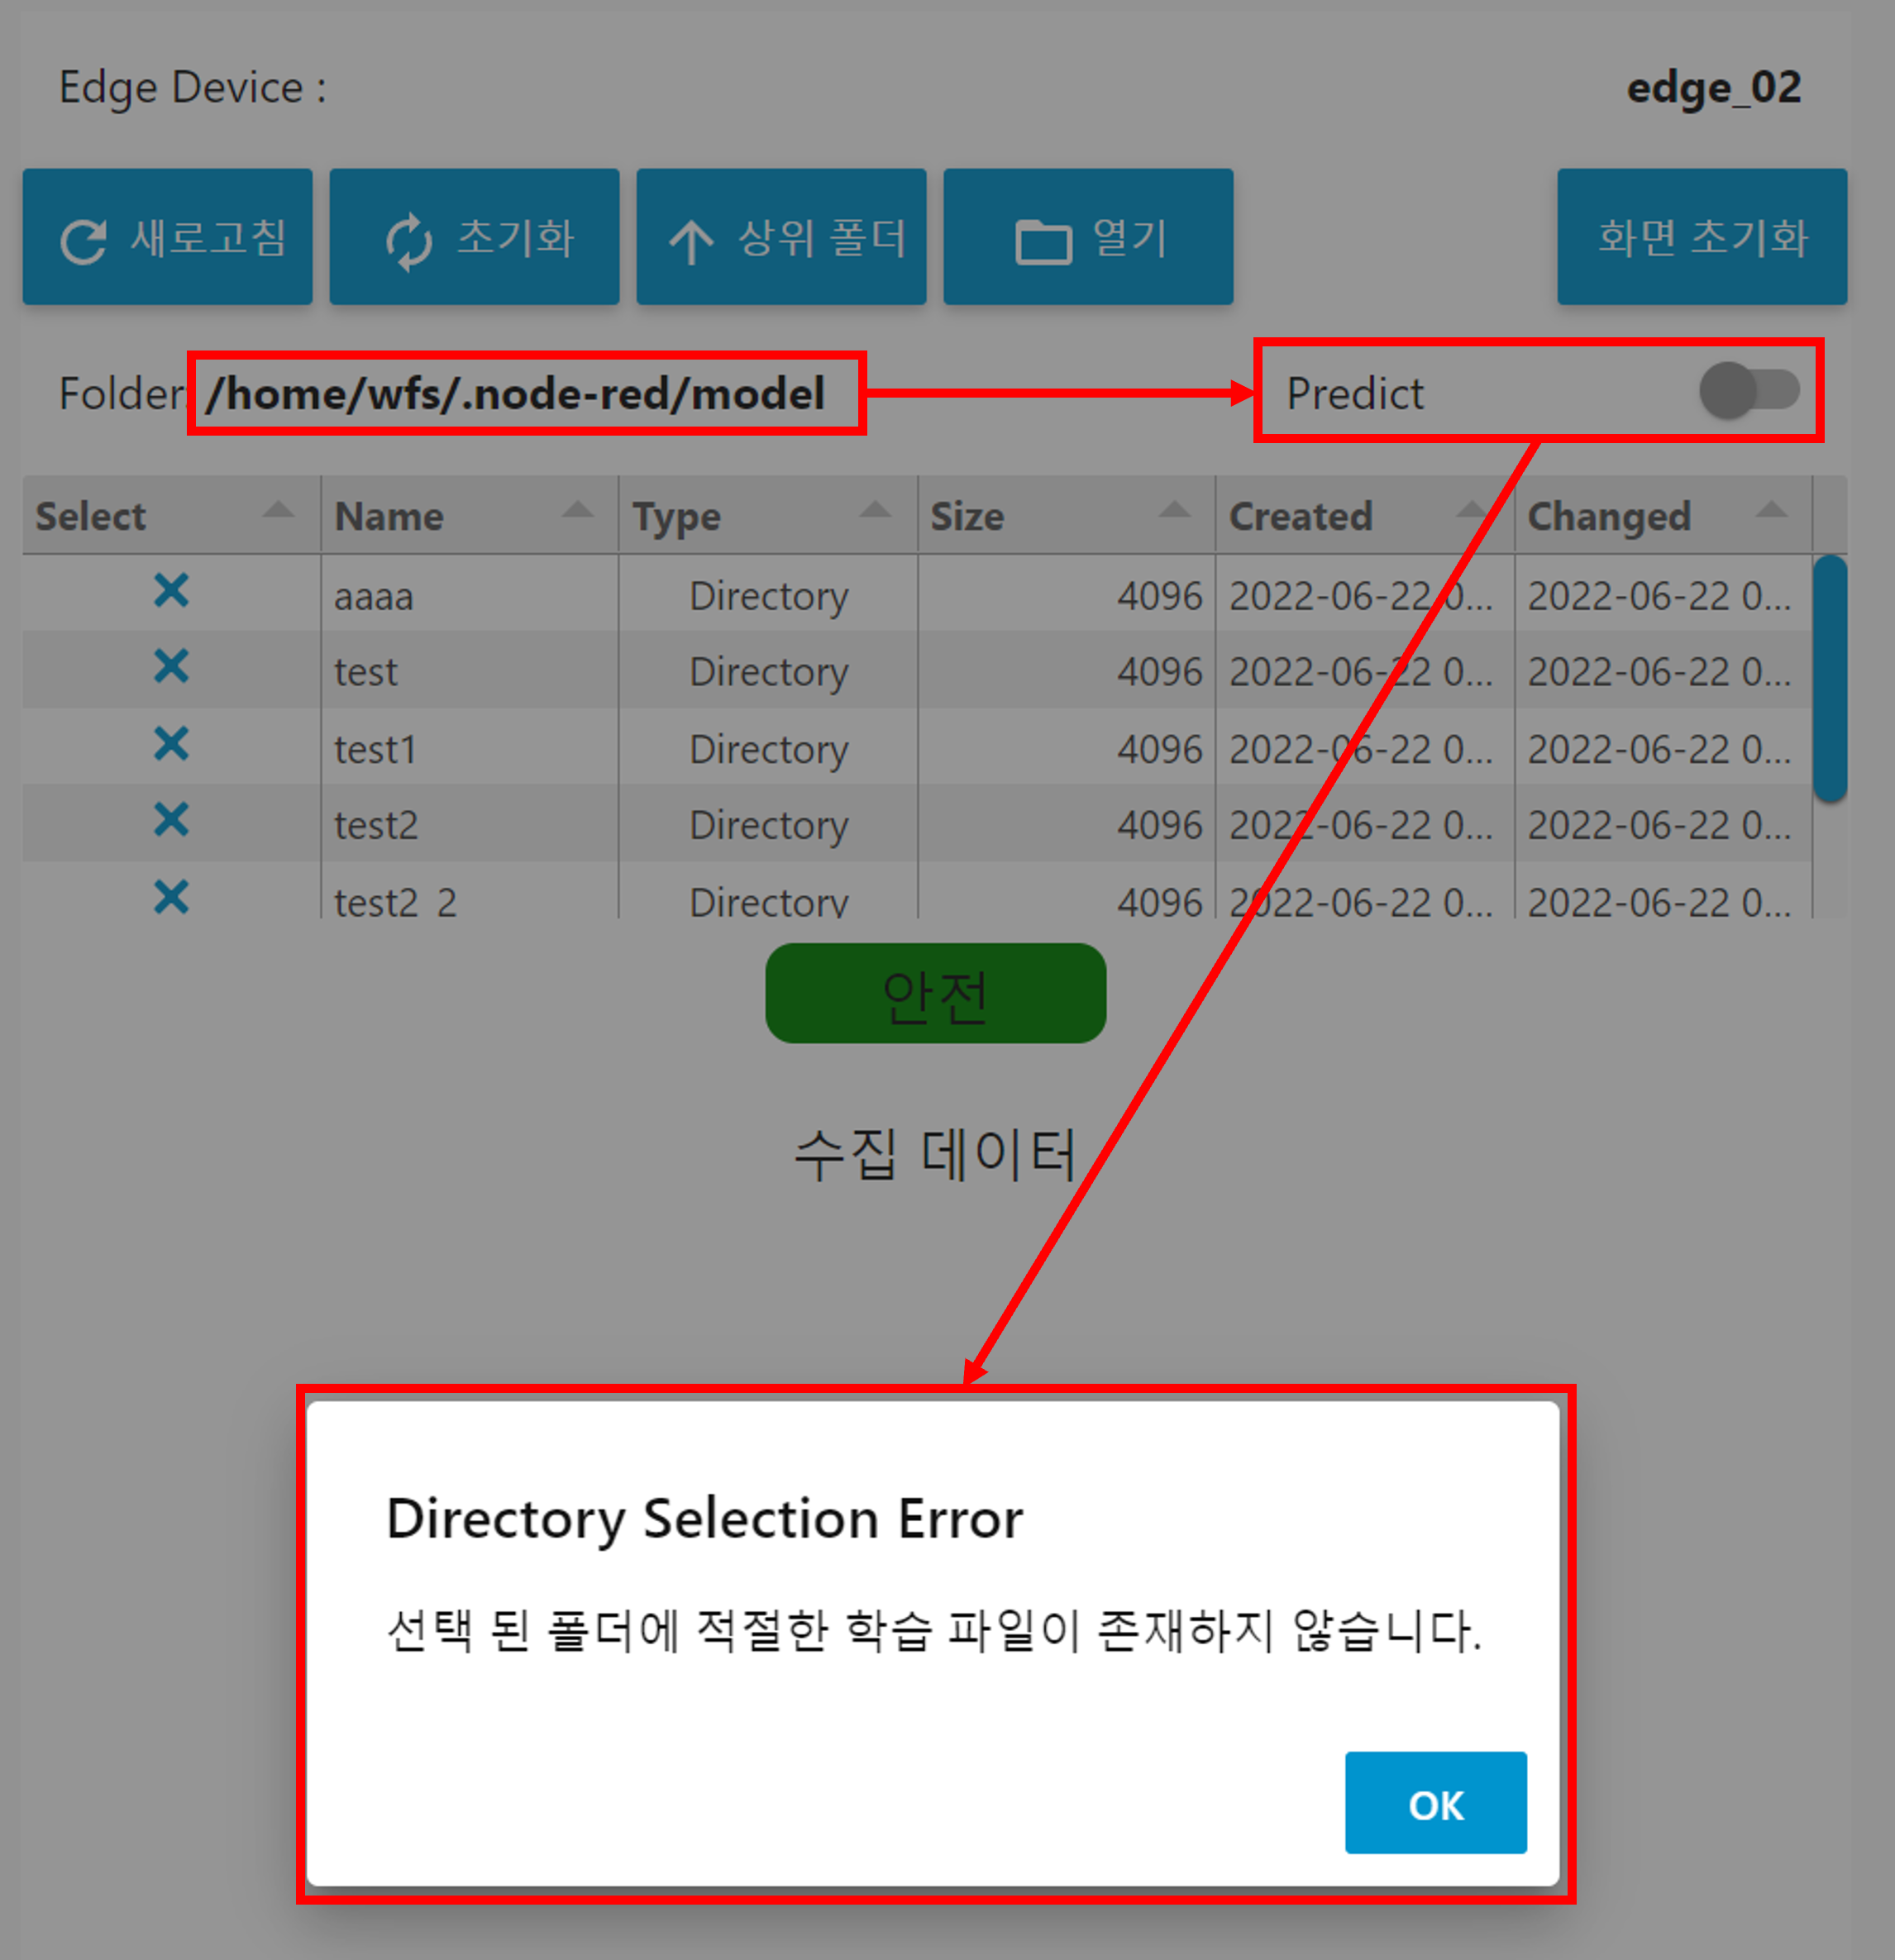 Edge Device : edge_02
새로고침 초기화 상위 폴더 열기 화면 초기화
Folder: /home/wfs/.node-red/model Predict
Select Name Type Size Created Changed
aaaa Directory 4096 2022-06-22 0... 2022-06-22 0...
test Directory 4096 2022-06-22 0... 2022-06-22 0...
test1 Directory 4096 2022-06-22 0... 2022-06-22 0...
test2 Directory 4096 2022-06-22 0... 2022-06-22 0...
test2_2 Directory 4096 2022-06-22 0... 2022-06-22 0...
안전
수집 데이터
Directory Selection Error
선택 된 폴더에 적절한 학습 파일이 존재하지 않습니다.
OK